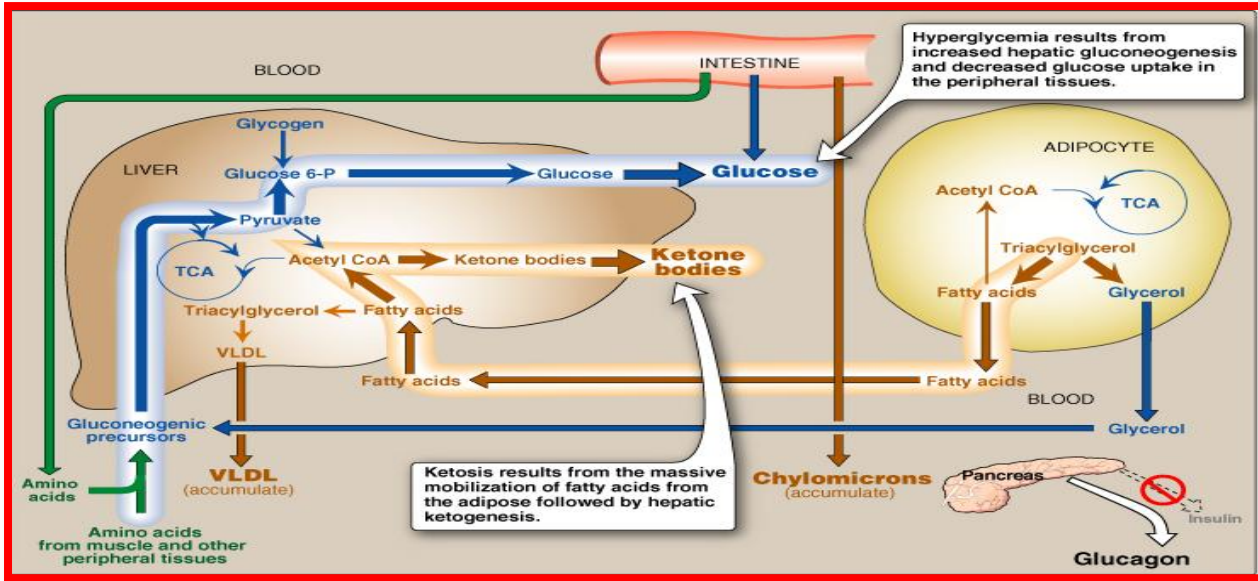 BLOOD
INTESTINE
Hyperglycemia results from
increased hepatic gluconeogenesis
and decreased glucose uptake in
the peripheral tissues.
LIVER
Glycogen
Glucose 6-P
Glucose
Glucose
Pyruvate
TCA
Acetyl CoA
Ketone bodies
Ketone
bodies
Triacylglycerol
Fatty acids
VLDL
Fatty acids
ADIPOCYTE
Acetyl CoA
TCA
Triacylglycerol
Fatty acids
Glycerol
Fatty acids
BLOOD
Glycerol
Gluconeogenic
precursors
VLDL
(accumulate)
Ketosis results from the massive
mobilization of fatty acids from
the adipose followed by hepatic
ketogenesis.
Chylomicrons
(accumulate)
Amino
acids
Amino acids
from muscle and other
peripheral tissues
Pancreas
Insulin
Glucagon